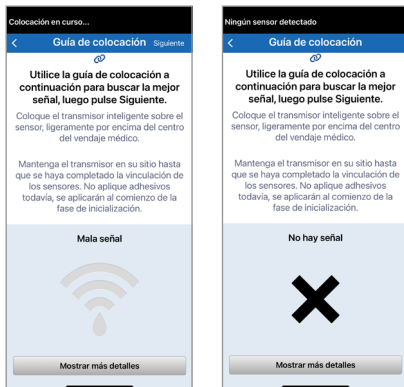 Colocación en curso...
Guía de colocación Siguiente
Utilice la guía de colocación a
continuación para buscar la mejor
señal, luego pulse Siguiente.
Coloque el transmisor inteligente sobre el
sensor, ligeramente por encima del centro
del vendaje médico.
Mantenga el transmisor en su sitio hasta
que se haya completado la vinculación de
los sensores. No aplique adhesivos
todavía, se aplicarán al comienzo de la
fase de inicialización.
Mala señal
Mostrar más detalles
Ningún sensor detectado
Guía de colocación
Utilice la guía de colocación a
continuación para buscar la mejor
señal, luego pulse Siguiente.
Coloque el transmisor inteligente sobre el
sensor, ligeramente por encima del centro
del vendaje médico.
Mantenga el transmisor en su sitio hasta
que se haya completado la vinculación de
los sensores. No aplique adhesivos
todavía, se aplicarán al comienzo de la
fase de inicialización.
No hay señal
Mostrar más detalles